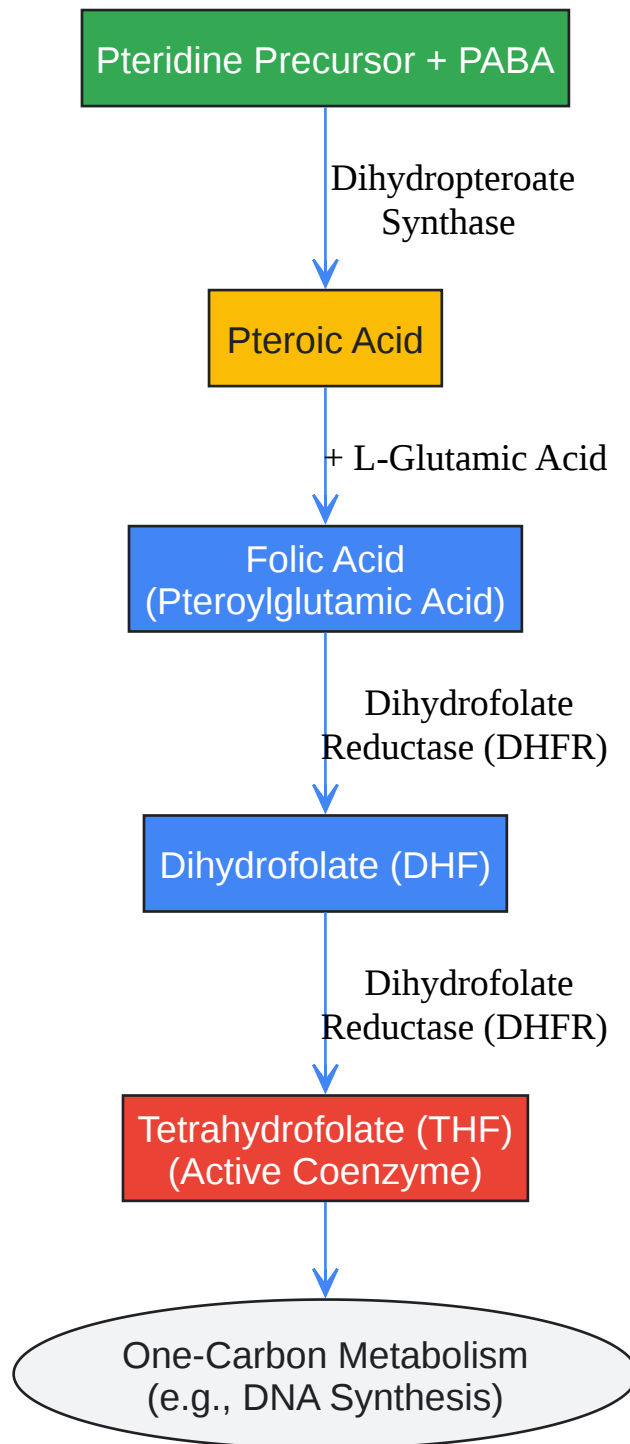 Pteridine Precursor + PABA
Dihydropteroate
Synthase
Pteroic Acid
+ L-Glutamic Acid
Folic Acid
(Pteroylglutamic Acid)
Dihydrofolate
Reductase (DHFR)
Dihydrofolate (DHF)
Dihydrofolate
Reductase (DHFR)
Tetrahydrofolate (THF)
(Active Coenzyme)
One-Carbon Metabolism
(e.g., DNA Synthesis)